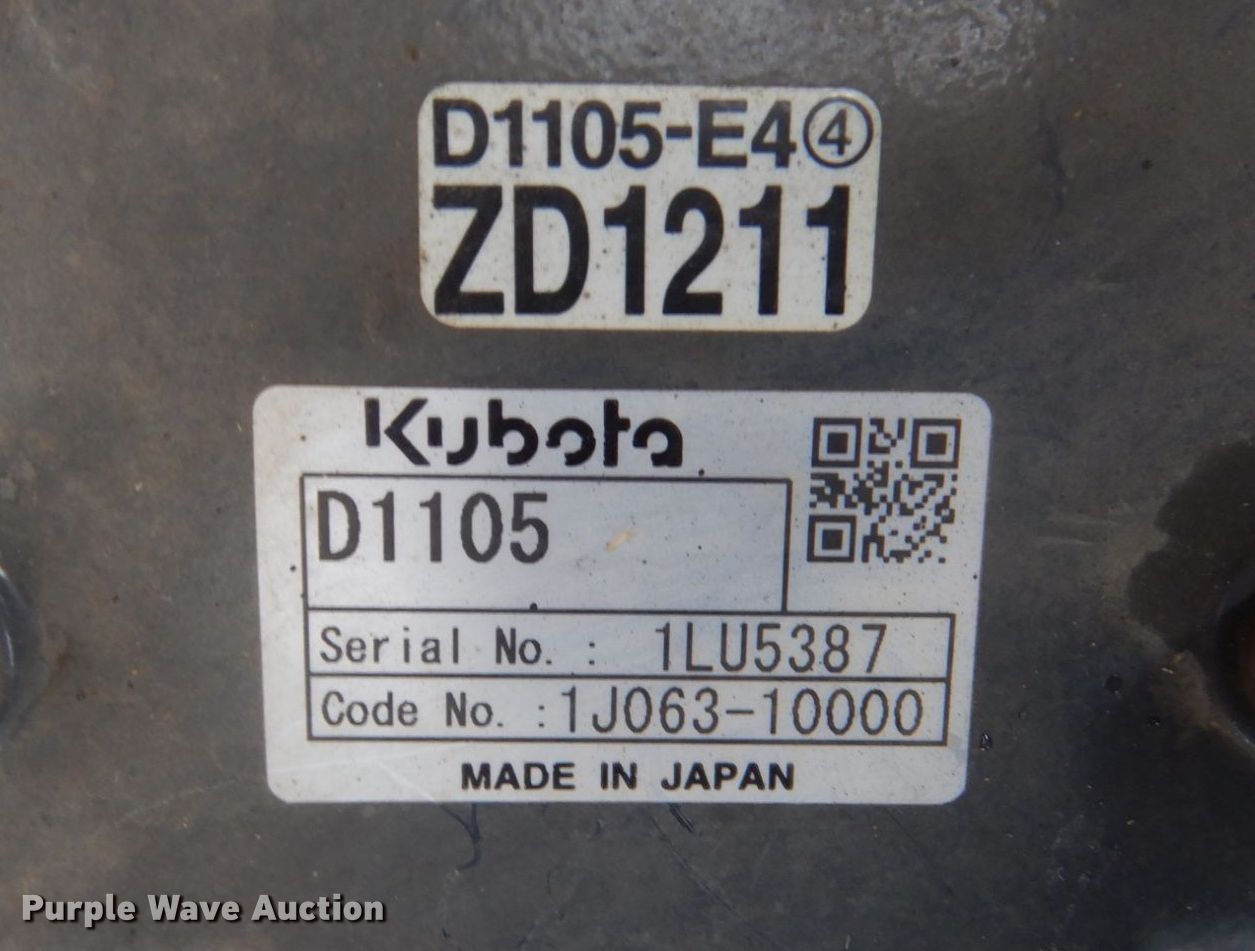 D1105-E4④
ZD1211
Kubota
D1105
Serial No. : 1LU5387
Code No. : 1J063-10000
MADE IN JAPAN
Purple Wave Auction